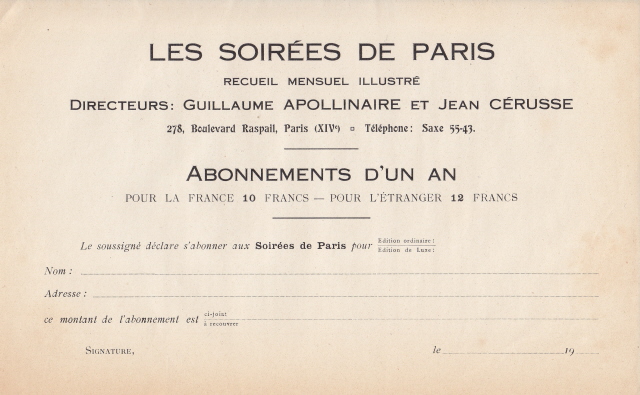 LES SOIRÉES DE PARIS
RECUEIL MENSUEL ILLUSTRÉ
DIRECTEURS: GUILLAUME APOLLINAIRE ET JEAN CÉRUSSE
278, Boulevard Raspail, Paris (XIVᵉ) ▫ Téléphone: Saxe 55-43.
ABONNEMENTS D'UN AN
POUR LA FRANCE 10 FRANCS — POUR L'ÉTRANGER 12 FRANCS
Le soussigné déclare s'abonner aux Soirées de Paris pour Edition ordinaire:
Edition de Luxe:
Nom:
Adresse:
ce montant de l'abonnement est ci-joint
à recouvrer
SIGNATURE, le 19